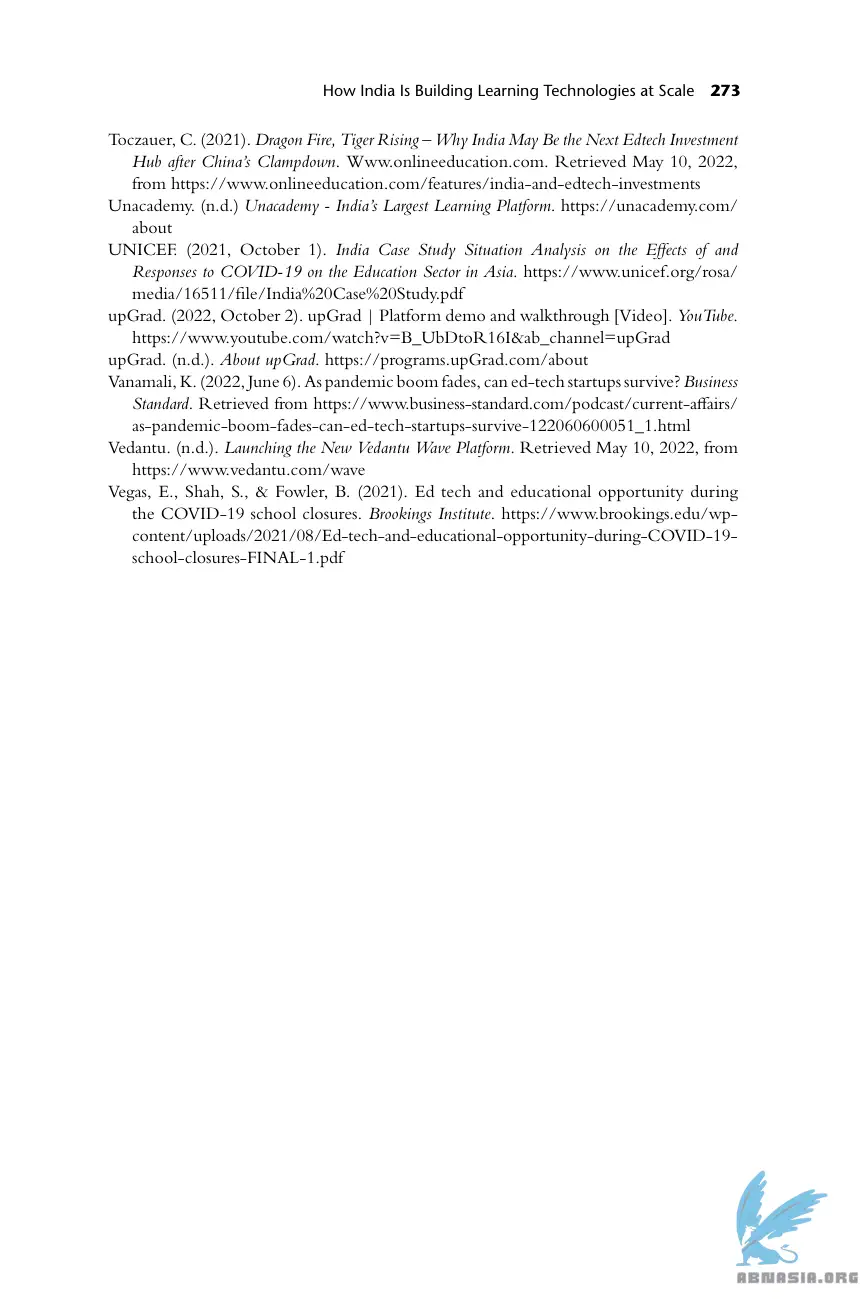 How India Is Building Learning Technologies at Scale 273
Toczauer, C. (2021). Dragon Fire, Tiger Rising – Why India May Be the Next Edtech Investment
Hub after China's Clampdown. Www.onlineeducation.com. Retrieved May 10, 2022,
from https://www.onlineeducation.com/features/india-and-edtech-investments
Unacademy. (n.d.) Unacademy - India's Largest Learning Platform. https://unacademy.com/
about
UNICEF. (2021, October 1). India Case Study Situation Analysis on the Effects of and
Responses to COVID-19 on the Education Sector in Asia. https://www.unicef.org/rosa/
media/16511/file/India%20Case%20Study.pdf
upGrad. (2022, October 2). upGrad | Platform demo and walkthrough [Video]. YouTube.
https://www.youtube.com/watch?v=B_UbDtoR16I&ab_channel=upGrad
upGrad. (n.d.). About upGrad. https://programs.upGrad.com/about
Vanamali, K. (2022, June 6). As pandemic boom fades, can ed-tech startups survive? Business
Standard. Retrieved from https://www.business-standard.com/podcast/current-affairs/
as-pandemic-boom-fades-can-ed-tech-startups-survive-122060600051_1.html
Vedantu. (n.d.). Launching the New Vedantu Wave Platform. Retrieved May 10, 2022, from
https://www.vedantu.com/wave
Vegas, E., Shah, S., & Fowler, B. (2021). Ed tech and educational opportunity during
the COVID-19 school closures. Brookings Institute. https://www.brookings.edu/wp-
content/uploads/2021/08/Ed-tech-and-educational-opportunity-during-COVID-19-
school-closures-FINAL-1.pdf
ABNASIA.ORG